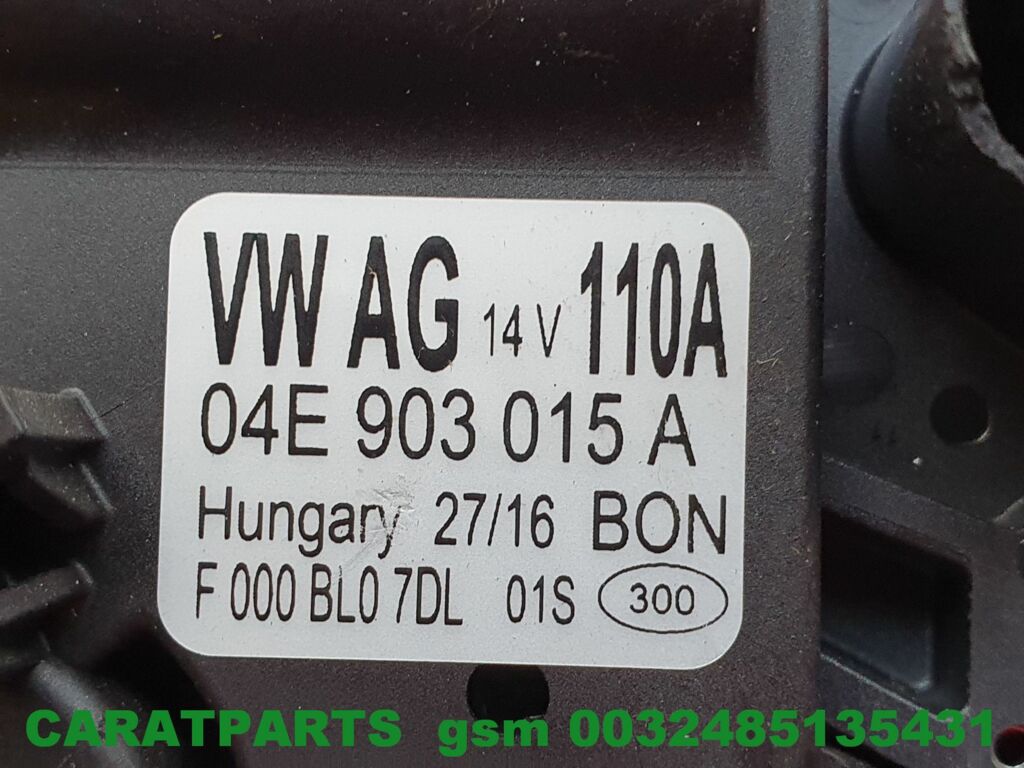 VW AG 14 V 110A
04E 903 015 A
Hungary 27/16 BON
F 000 BL0 7DL 01S 300
CARATPARTS gsm 0032485135431